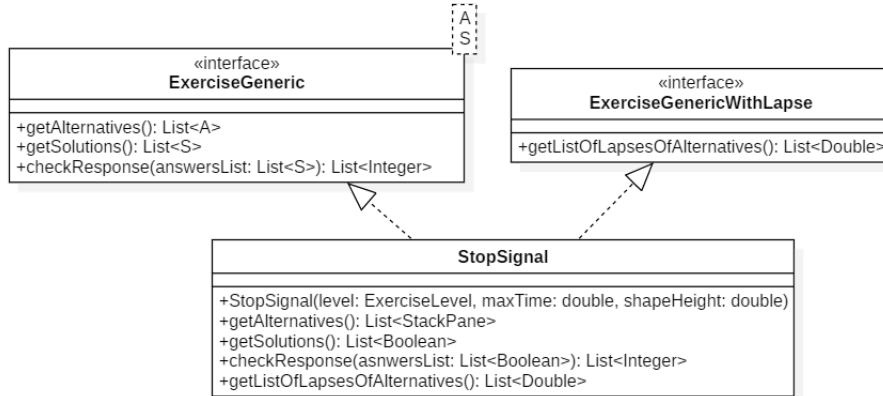 A
S
«interface»
ExerciseGeneric
+getAlternatives(): List<A>
+getSolutions(): List<S>
+checkResponse(answersList: List<S>): List<Integer>
«interface»
ExerciseGenericWithLapse
+getListOfLapsesOfAlternatives(): List<Double>
StopSignal
+StopSignal(level: ExerciseLevel, maxTime: double, shapeHeight: double)
+getAlternatives(): List<StackPane>
+getSolutions(): List<Boolean>
+checkResponse(asnwersList: List<Boolean>): List<Integer>
+getListOfLapsesOfAlternatives(): List<Double>